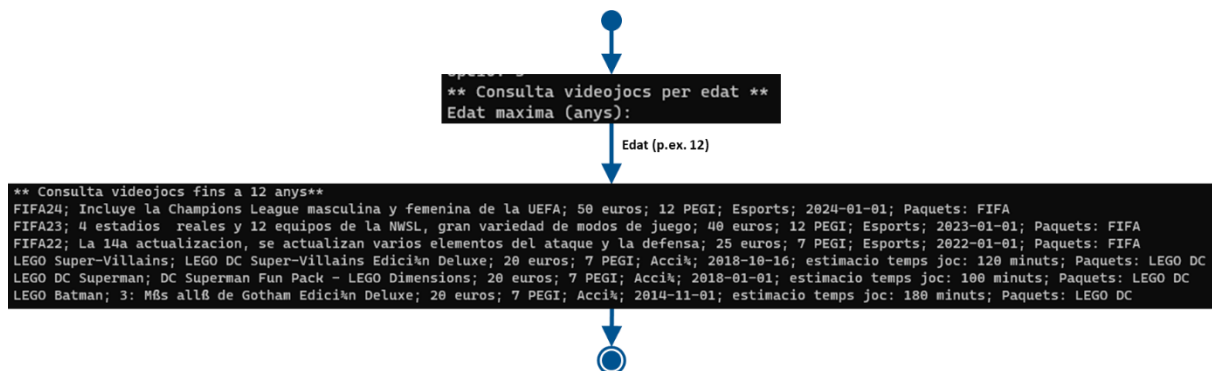 ** Consulta videojocs per edat **
Edat maxima (anys):
Edat (p.ex. 12)
** Consulta videojocs fins a 12 anys**
FIFA24; Incluye la Champions League masculina y femenina de la UEFA; 50 euros; 12 PEGI; Esports; 2024-01-01; Paquets: FIFA
FIFA23; 4 estadios  reales y 12 equipos de la NWSL, gran variedad de modos de juego; 40 euros; 12 PEGI; Esports; 2023-01-01; Paquets: FIFA
FIFA22; La 14a actualizacion, se actualizan varios elementos del ataque y la defensa; 25 euros; 7 PEGI; Esports; 2022-01-01; Paquets: FIFA
LEGO Super-Villains; LEGO DC Super-Villains Edici¾n Deluxe; 20 euros; 7 PEGI; Acci¾; 2018-10-16; estimacio temps joc: 120 minuts; Paquets: LEGO DC
LEGO DC Superman; DC Superman Fun Pack - LEGO Dimensions; 20 euros; 7 PEGI; Acci¾; 2018-01-01; estimacio temps joc: 100 minuts; Paquets: LEGO DC
LEGO Batman; 3: Mßs allß de Gotham Edici¾n Deluxe; 20 euros; 7 PEGI; Acci¾; 2014-11-01; estimacio temps joc: 180 minuts; Paquets: LEGO DC